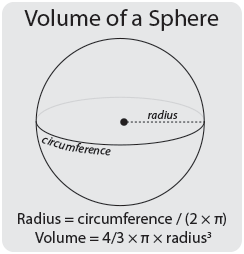 Volume of a Sphere
radius
circumference
Radius = circumference / (2 × π)
Volume = 4/3 × π × radius³